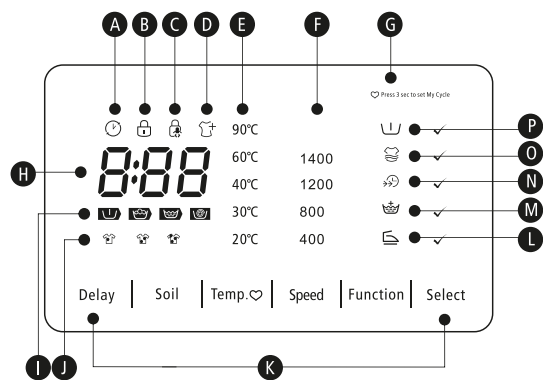 A B C D E F G
♡ Press 3 sec to set My Cycle
90℃ P
8:88 60℃ 1400 O
H 40℃ 1200 N
30℃ 800 M
20℃ 400 L
Delay Soil Temp.♡ Speed Function Select
I J K